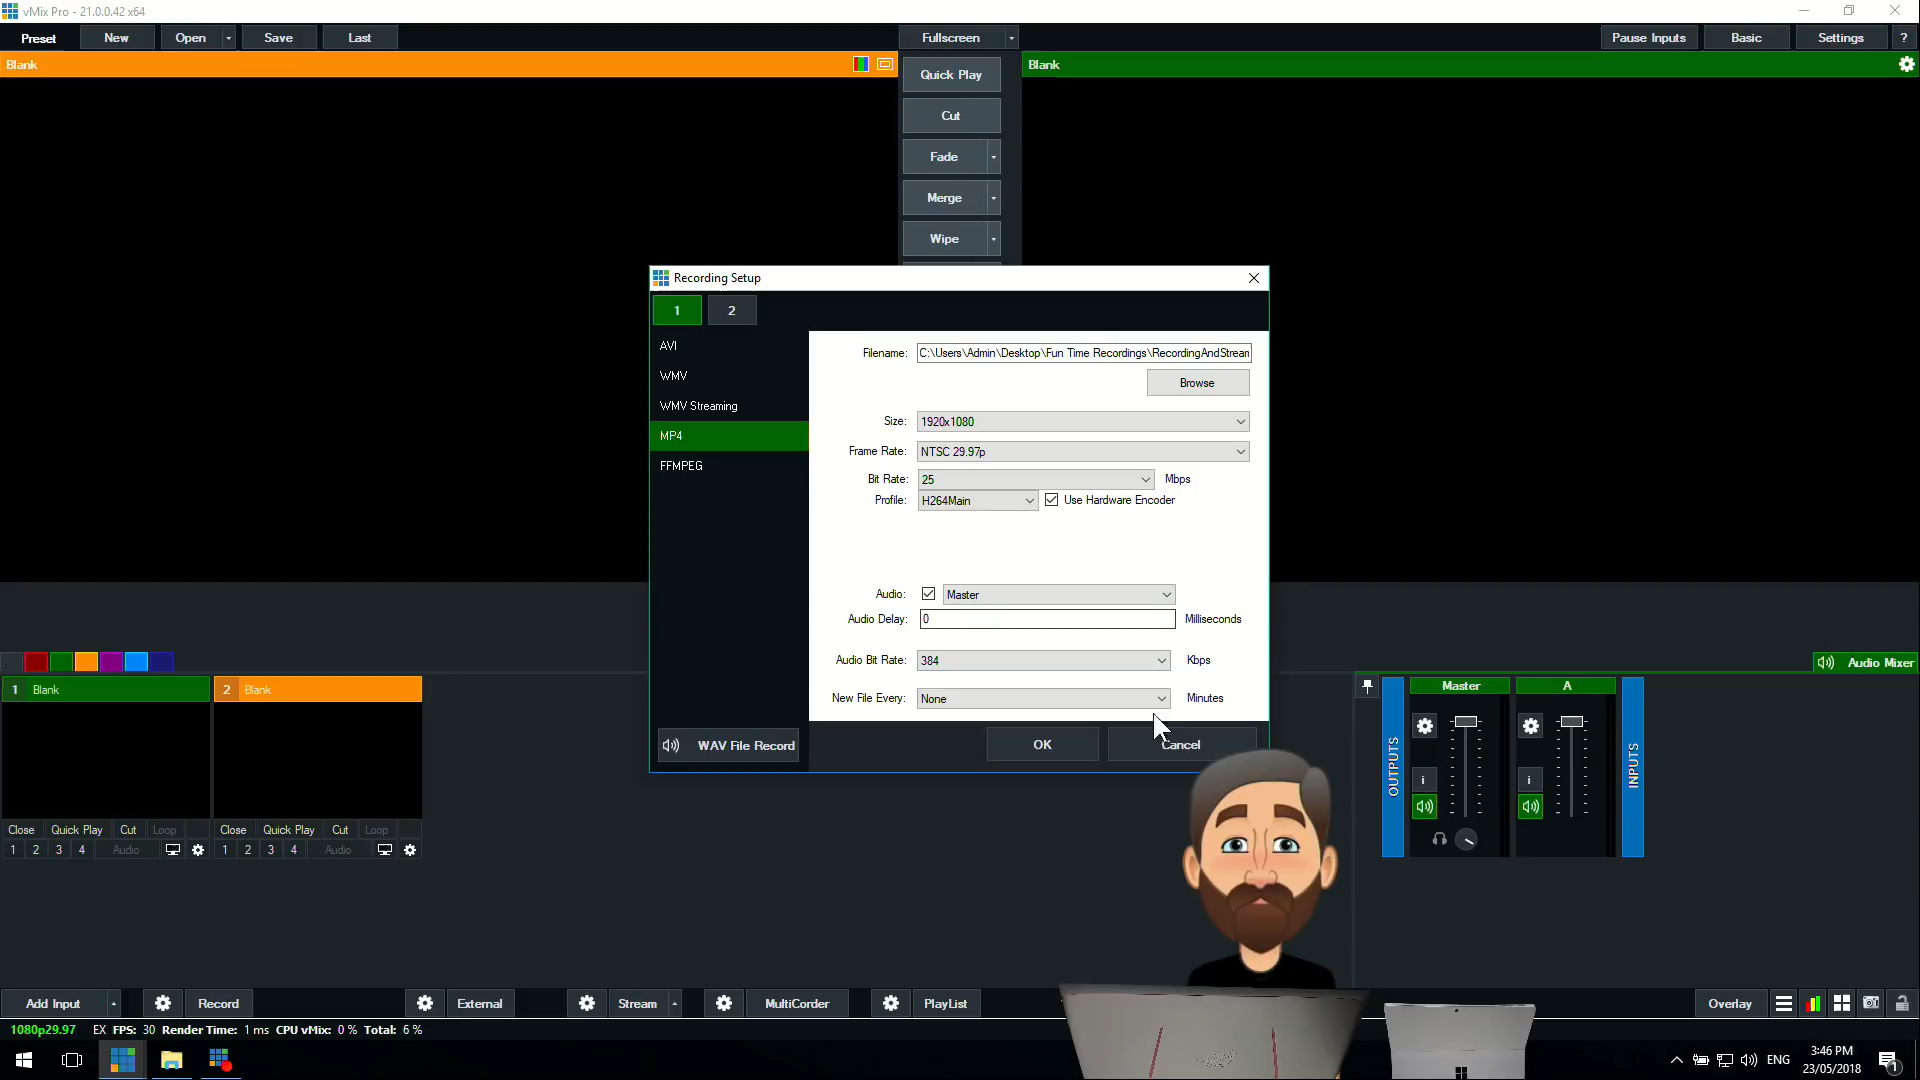 vMix Pro - 21.0.0.42 x64
Preset New Open Save Last Fullscreen Pause Inputs Basic Settings ?
Blank
Blank
Quick Play
Cut
Fade
Merge
Wipe
Recording Setup
1 2
AVI
WMV
WMV Streaming
MP4
FFMPEG
WAV File Record
Filename: C:\Users\Admin\Desktop\Fun Time Recordings\RecordingAndStream
Browse
Size: 1920x1080
Frame Rate: NTSC 29.97p
Bit Rate: 25 Mbps
Profile: H264Main Use Hardware Encoder
Audio: Master
Audio Delay: 0 Milliseconds
Audio Bit Rate: 384 Kbps
New File Every: None Minutes
OK Cancel
Audio Mixer
1 Blank
2 Blank
Close Quick Play Cut Loop
1 2 3 4 Audio
Close Quick Play Cut Loop
1 2 3 4 Audio
OUTPUTS
Master
A
INPUTS
i
i
Add Input Record External Stream MultiCorder PlayList Overlay
1080p29.97 EX FPS: 30 Render Time: 1 ms CPU vMix: 0 % Total: 6 %
ENG
3:46 PM
23/05/2018
1